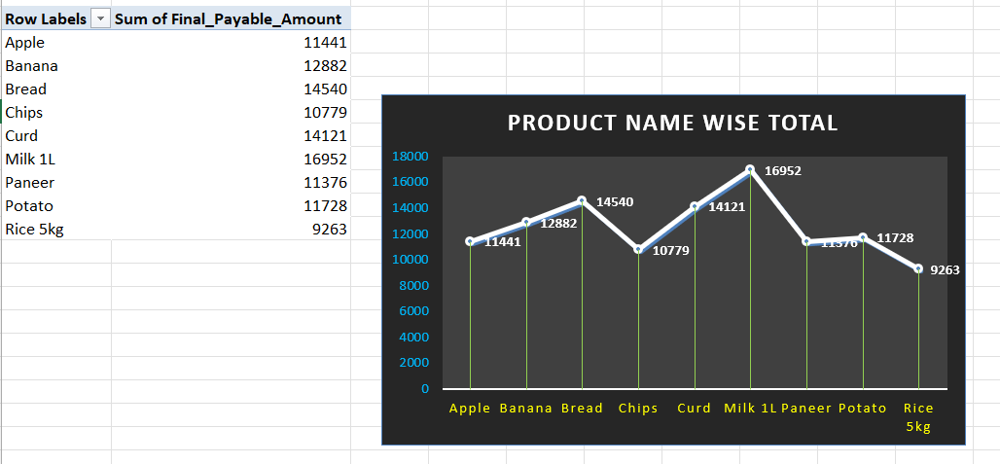 Row Labels Sum of Final_Payable_Amount
Apple 11441
Banana 12882
Bread 14540
Chips 10779
Curd 14121
Milk 1L 16952
Paneer 11376
Potato 11728
Rice 5kg 9263
PRODUCT NAME WISE TOTAL
18000
16000
14000
12000
10000
8000
6000
4000
2000
0
11441
12882
14540
10779
14121
16952
11376
11728
9263
Apple Banana Bread Chips Curd Milk 1L Paneer Potato Rice
5kg